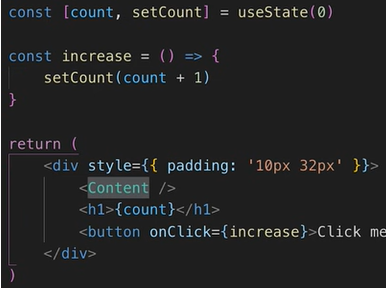 const [count, setCount] = useState(0)
const increase = () => {
setCount(count + 1)
}
return (
<div style={{ padding: '10px 32px' }}>
<Content />
<h1>{count}</h1>
<button onClick={increase}>Click me
</div>
)